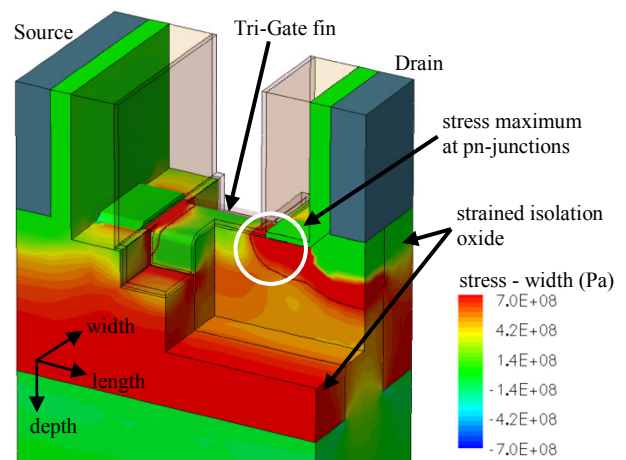 Source
Tri-Gate fin
Drain
stress maximum
at pn-junctions
strained isolation
oxide
stress - width (Pa)
7.0E+08
4.2E+08
1.4E+08
-1.4E+08
-4.2E+08
-7.0E+08
width
length
depth